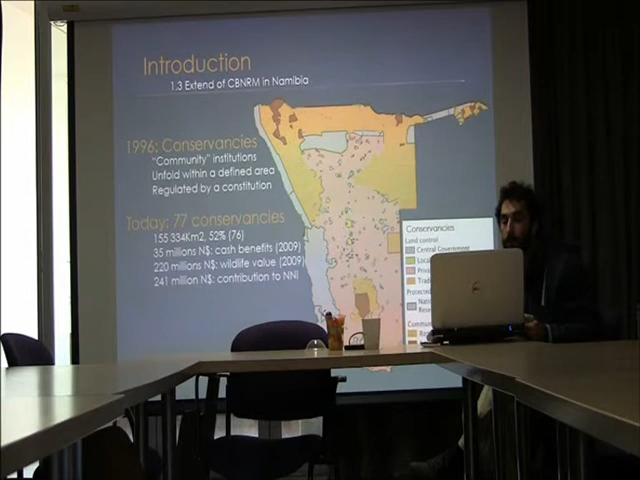 Introduction
1.3 Extend of CBNRM in Namibia
1996: Conservancies
"Community" institutions
Unfold within a defined area
Regulated by a constitution
Today: 77 conservancies
155 334Km2, 52% (76)
35 millions N$: cash benefits (2009)
220 millions N$: wildlife value (2009)
241 million N$: contribution to NNI
Conservancies
Land control
Central Government
Protected
DELL